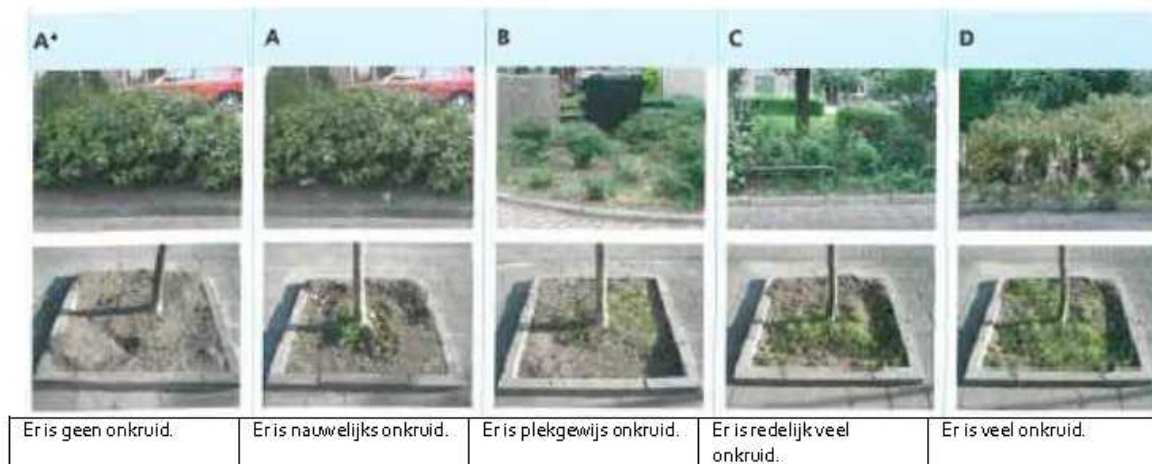 A+
A
B
C
D
Er is geen onkruid.
Er is nauwelijks onkruid.
Er is plekgewijs onkruid.
Er is redelijk veel
onkruid.
Er is veel onkruid.